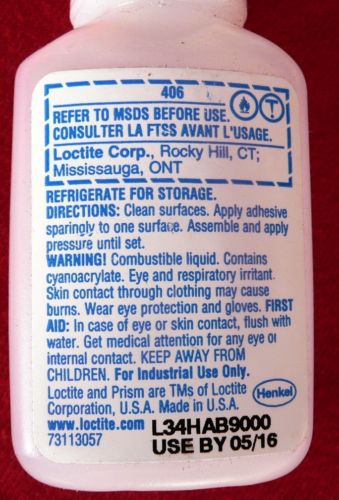 406
REFER TO MSDS BEFORE USE.
CONSULTER LA FTSS AVANT L'USAGE.
Loctite Corp., Rocky Hill, CT;
Mississauga, ONT
REFRIGERATE FOR STORAGE.
DIRECTIONS: Clean surfaces. Apply adhesive
sparingly to one surface. Assemble and apply
pressure until set.
WARNING! Combustible liquid. Contains
cyanoacrylate. Eye and respiratory irritant.
Skin contact through clothing may cause
burns. Wear eye protection and gloves. FIRST
AID: In case of eye or skin contact, flush with
water. Get medical attention for any eye or
internal contact. KEEP AWAY FROM
CHILDREN. For Industrial Use Only.
Loctite and Prism are TMs of Loctite
Corporation, U.S.A. Made in U.S.A.
Henkel
www.loctite.com
L34HAB9000
73113057
USE BY 05/16